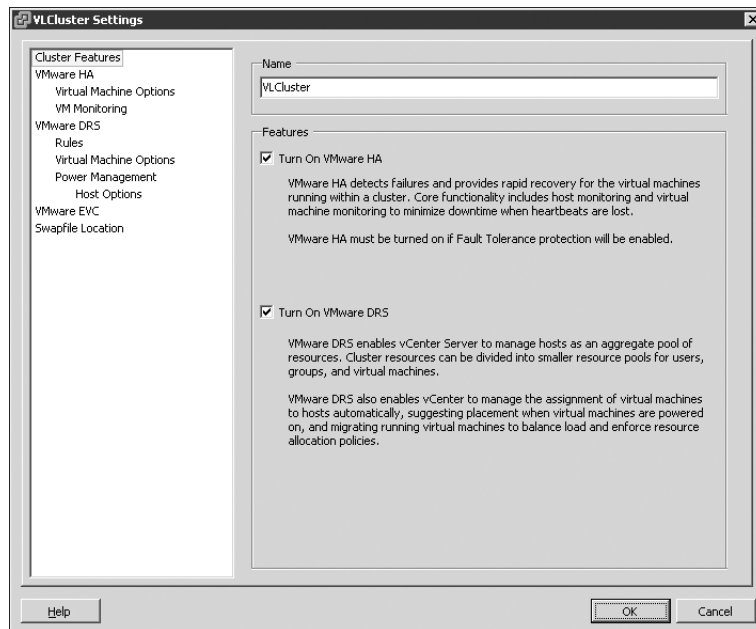 VLCluster Settings
Cluster Features
VMware HA
Virtual Machine Options
VM Monitoring
VMware DRS
Rules
Virtual Machine Options
Power Management
Host Options
VMware EVC
Swapfile Location
Name
VLCluster
Features
Turn On VMware HA
VMware HA detects failures and provides rapid recovery for the virtual machines
running within a cluster. Core functionality includes host monitoring and virtual
machine monitoring to minimize downtime when heartbeats are lost.
VMware HA must be turned on if Fault Tolerance protection will be enabled.
Turn On VMware DRS
VMware DRS enables vCenter Server to manage hosts as an aggregate pool of
resources. Cluster resources can be divided into smaller resource pools for users,
groups, and virtual machines.
VMware DRS also enables vCenter to manage the assignment of virtual machines
to hosts automatically, suggesting placement when virtual machines are powered
on, and migrating running virtual machines to balance load and enforce resource
allocation policies.
Help
OK
Cancel